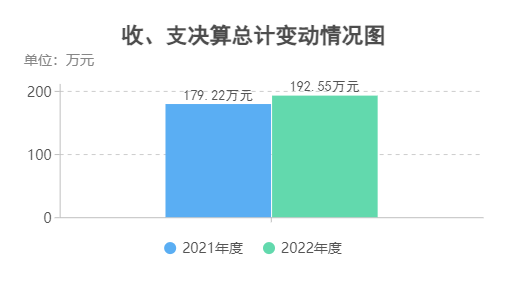 收、支决算总计变动情况图
单位：万元
200
179.22万元
192.55万元
100
0
2021年度
2022年度